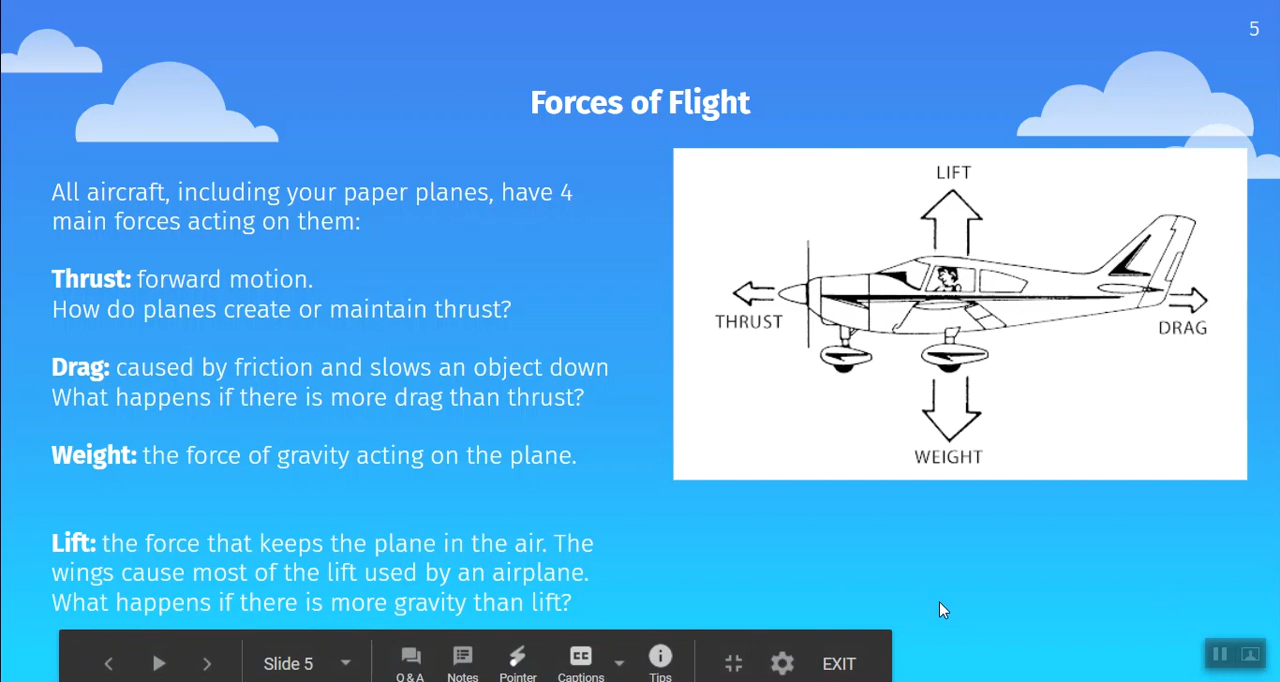 5
Forces of Flight
All aircraft, including your paper planes, have 4
main forces acting on them:
Thrust: forward motion.
How do planes create or maintain thrust?
Drag: caused by friction and slows an object down
What happens if there is more drag than thrust?
Weight: the force of gravity acting on the plane.
Lift: the force that keeps the plane in the air. The
wings cause most of the lift used by an airplane.
What happens if there is more gravity than lift?
LIFT
THRUST
DRAG
WEIGHT
Slide 5
Q & A
Notes
Pointer
CC
Captions
Tips
EXIT